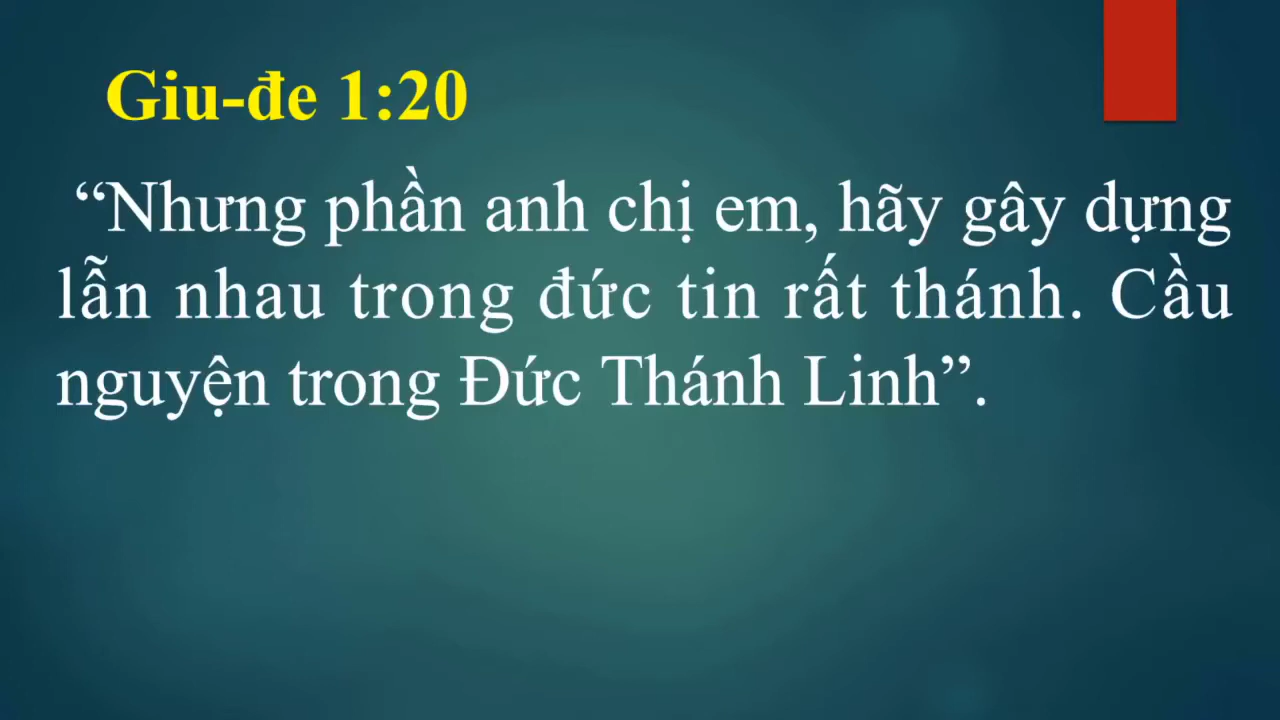 Giu-đe 1:20
“Nhưng phần anh chị em, hãy gây dựng
lẫn nhau trong đức tin rất thánh. Cầu
nguyện trong Đức Thánh Linh”.